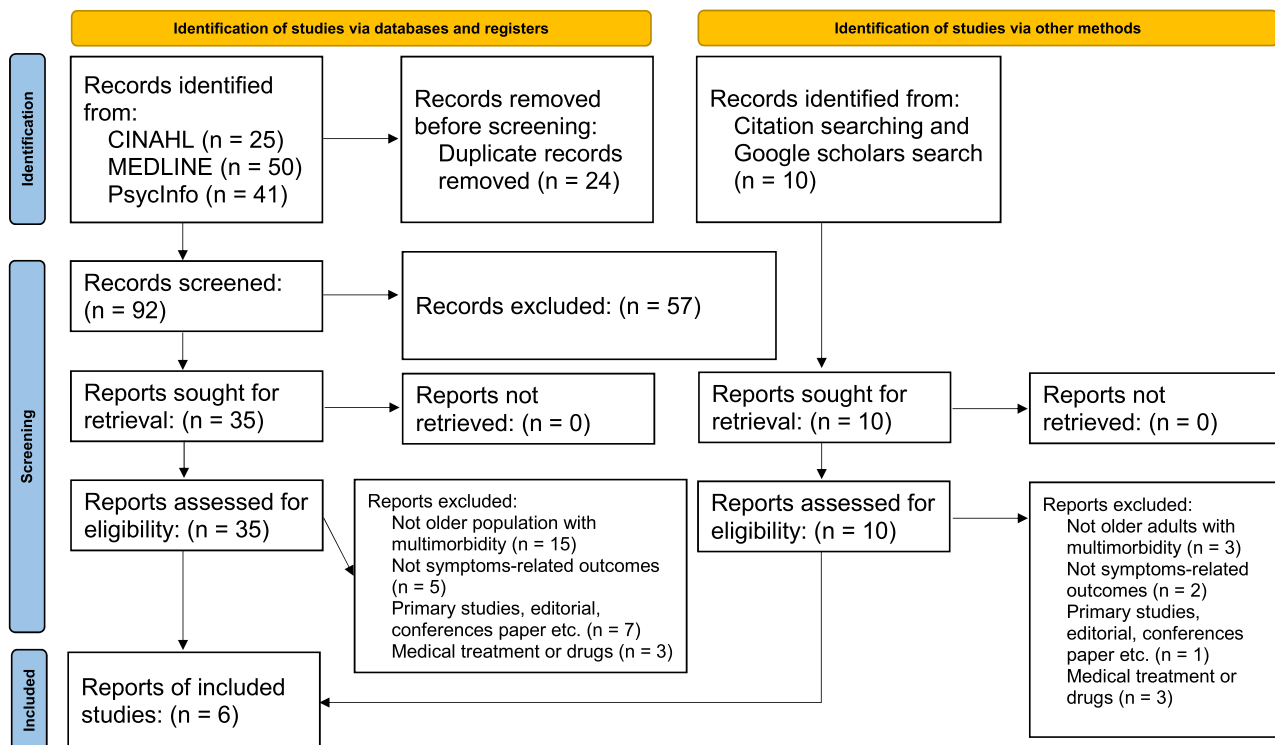 Identification of studies via databases and registers
Identification of studies via other methods
Identification
Records identified
from:
CINAHL (n = 25)
MEDLINE (n = 50)
PsycInfo (n = 41)
Records removed
before screening:
Duplicate records
removed (n = 24)
Records identified from:
Citation searching and
Google scholars search
(n = 10)
Screening
Records screened:
(n = 92)
Records excluded: (n = 57)
Reports sought for
retrieval: (n = 35)
Reports not
retrieved: (n = 0)
Reports sought for
retrieval: (n = 10)
Reports not
retrieved: (n = 0)
Reports assessed for
eligibility: (n = 35)
Reports excluded:
Not older population with
multimorbidity (n = 15)
Not symptoms-related outcomes
(n = 5)
Primary studies, editorial,
conferences paper etc. (n = 7)
Medical treatment or drugs (n = 3)
Reports assessed for
eligibility: (n = 10)
Reports excluded:
Not older adults with
multimorbidity (n = 3)
Not symptoms-related
outcomes (n = 2)
Primary studies,
editorial, conferences
paper etc. (n = 1)
Medical treatment or
drugs (n = 3)
Included
Reports of included
studies: (n = 6)